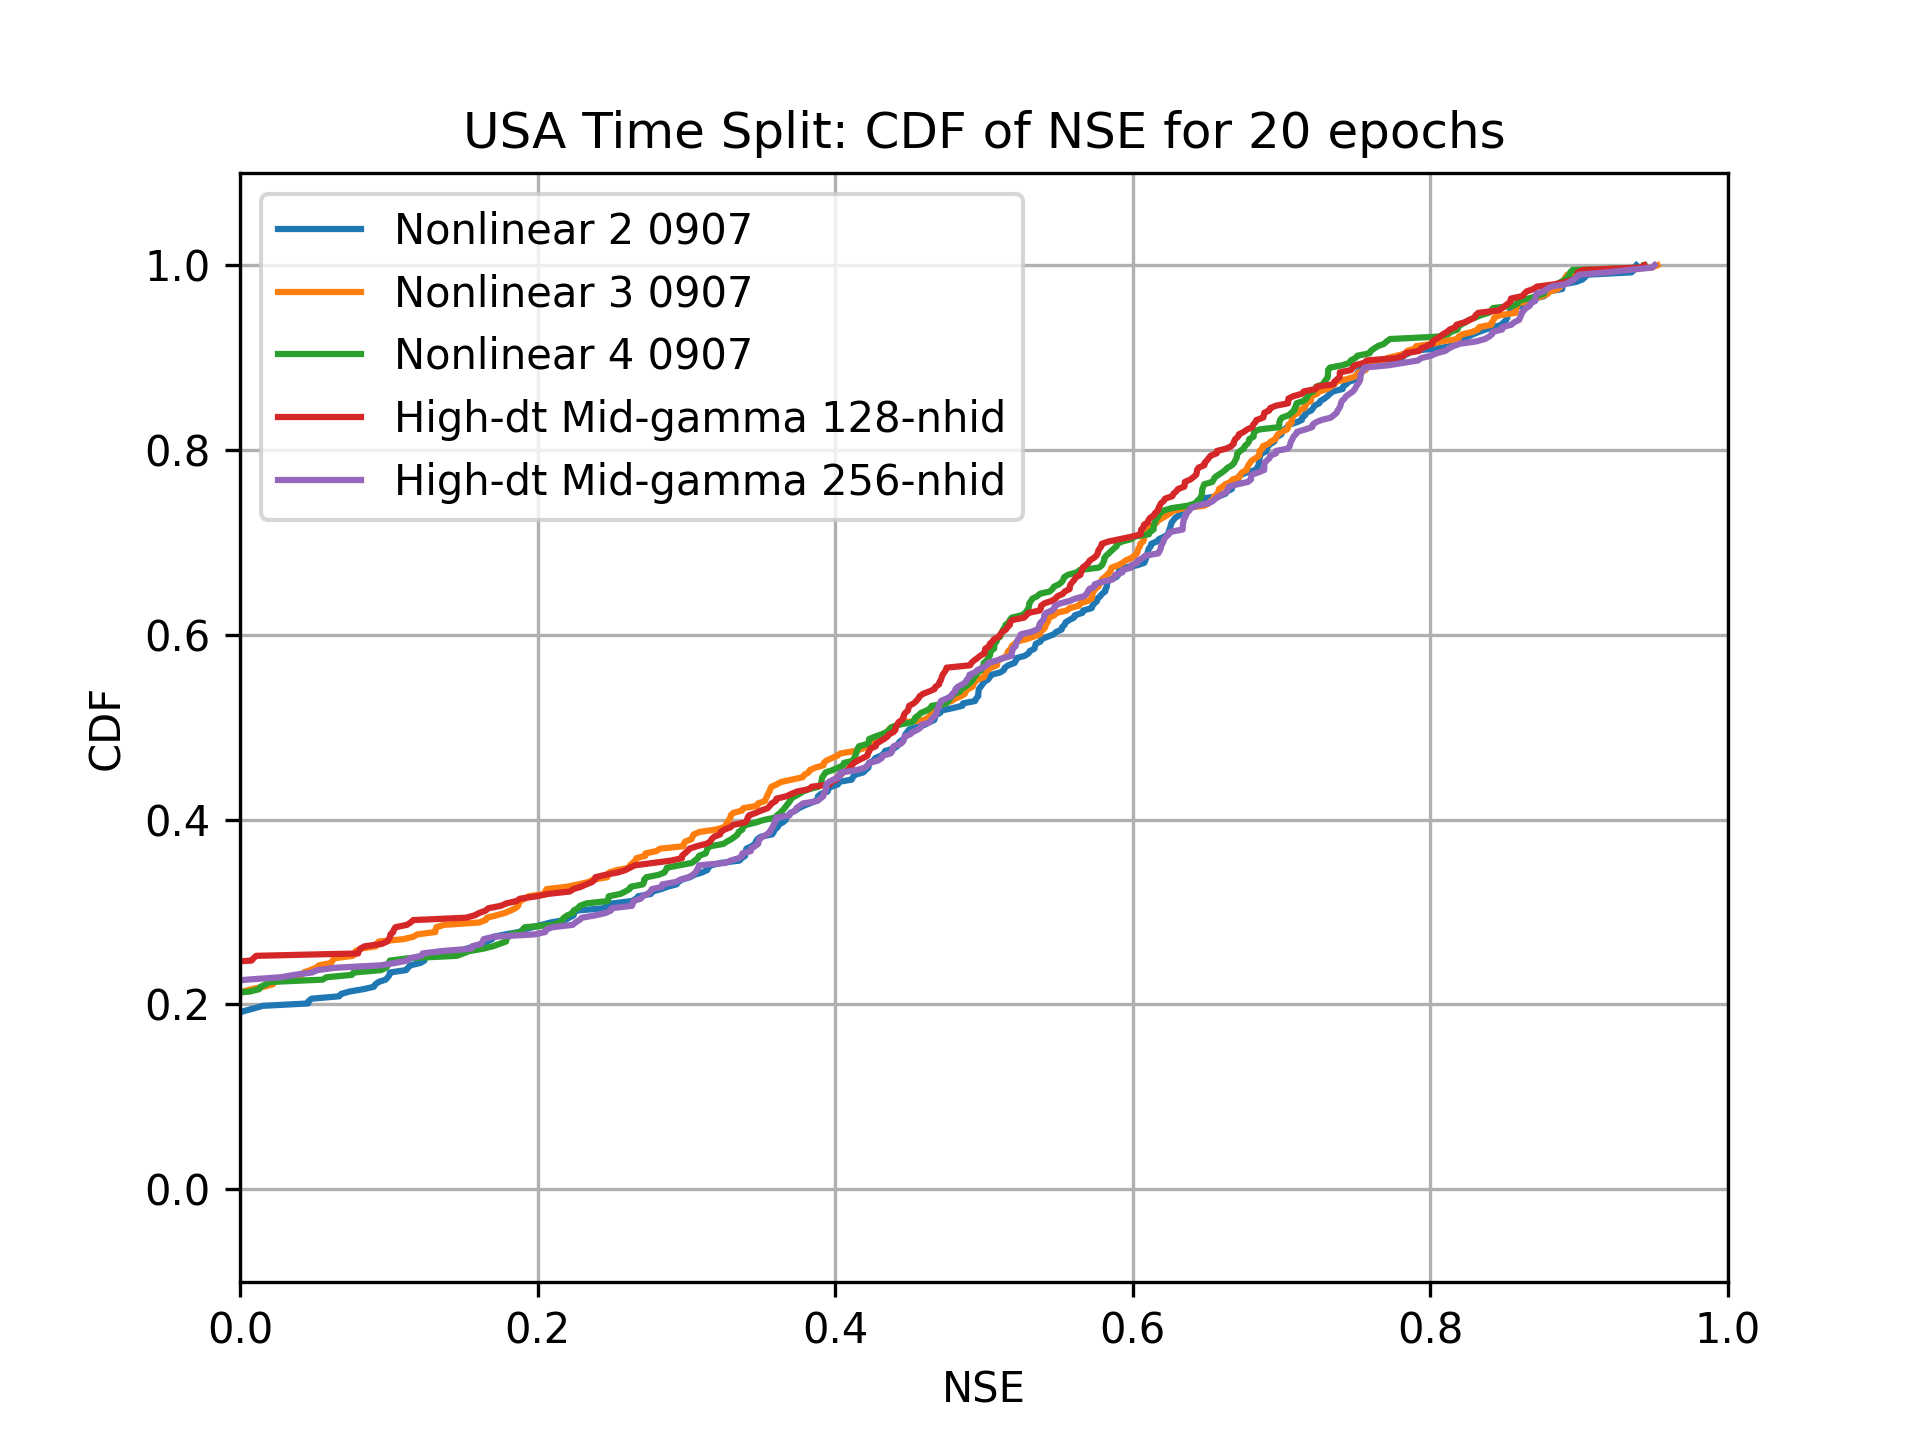 USA Time Split: CDF of NSE for 20 epochs
Nonlinear 2 0907
Nonlinear 3 0907
Nonlinear 4 0907
High-dt Mid-gamma 128-nhid
High-dt Mid-gamma 256-nhid
1.0
0.8
0.6
0.4
0.2
0.0
CDF
0.0 0.2 0.4 0.6 0.8 1.0
NSE